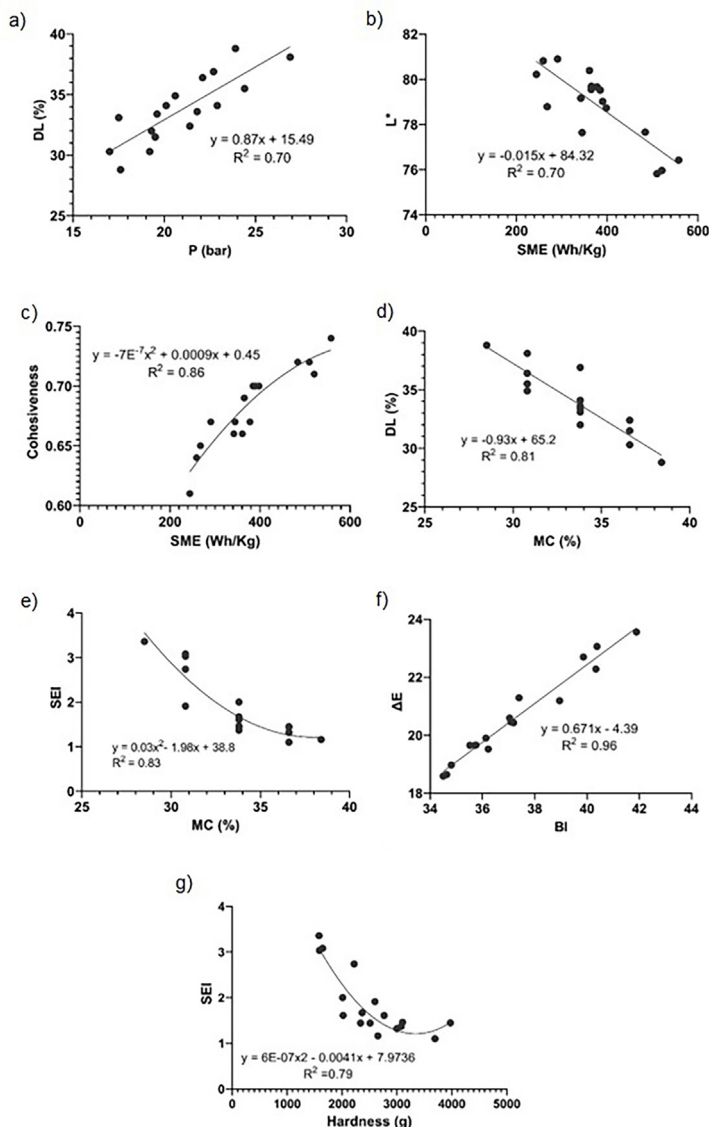 a)
40
35
30
25
DL (%)
y = 0.87x + 15.49
R² = 0.70
15 20 25 30
P (bar)
b)
82
80
78
76
74
L*
y = -0.015x + 84.32
R² = 0.70
0 200 400 600
SME (Wh/Kg)
c)
0.75
0.70
0.65
0.60
Cohesiveness
y = -7E⁻⁷x² + 0.0009x + 0.45
R² = 0.86
0 200 400 600
SME (Wh/Kg)
d)
40
35
30
25
DL (%)
y = -0.93x + 65.2
R² = 0.81
25 30 35 40
MC (%)
e)
4
3
2
1
0
SEI
y = 0.03x²- 1.98x + 38.8
R² = 0.83
25 30 35 40
MC (%)
f)
24
22
20
18
ΔE
y = 0.671x - 4.39
R² = 0.96
34 36 38 40 42 44
BI
g)
4
3
2
1
0
SEI
y = 6E-07x2 - 0.0041x + 7.9736
R² =0.79
0 1000 2000 3000 4000 5000
Hardness (g)